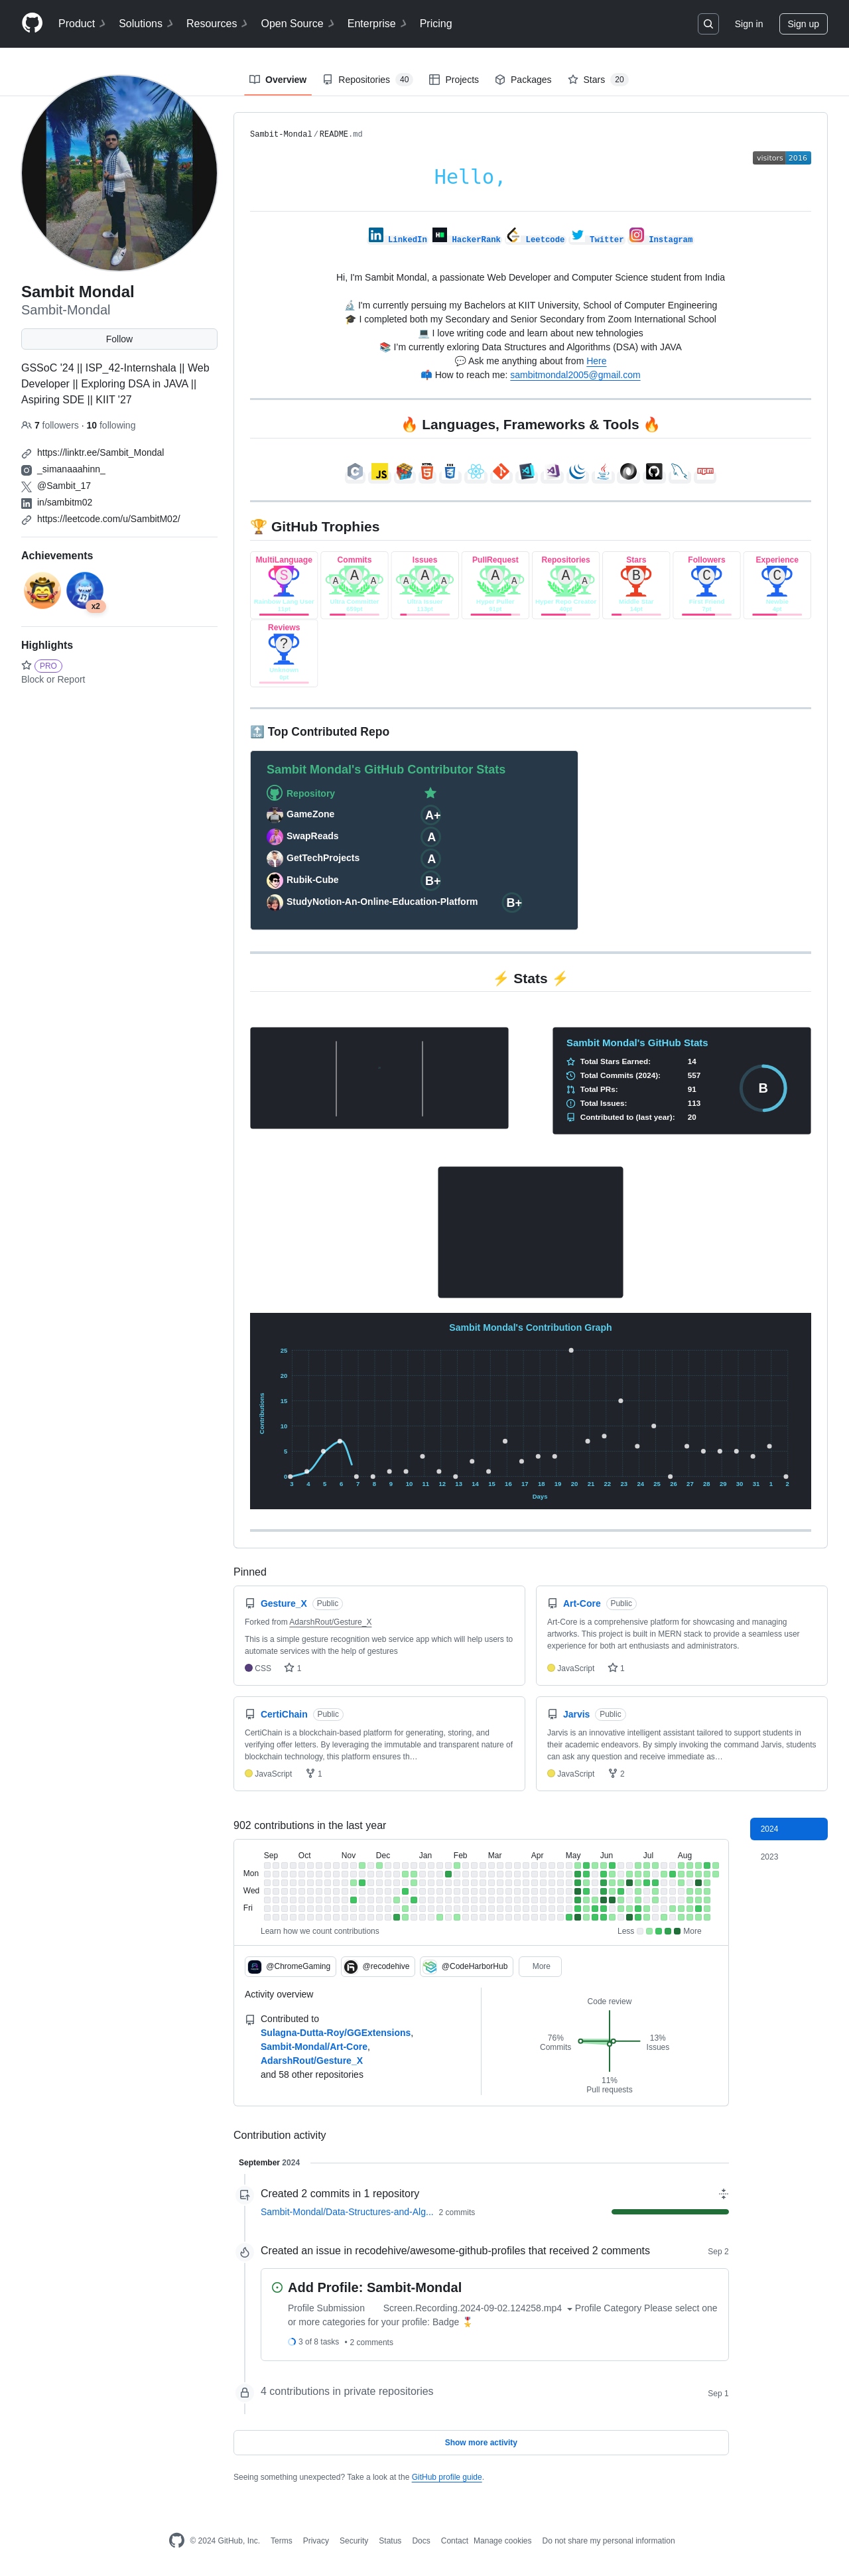 Product
Solutions
Resources
Open Source
Enterprise
Pricing
Sign in
Sign up
Overview
Repositories 40
Projects
Packages
Stars 20
Sambit Mondal
Sambit-Mondal
Follow
GSSoC '24 || ISP_42-Internshala || Web
Developer || Exploring DSA in JAVA ||
Aspiring SDE || KIIT '27
7 followers · 10 following
https://linktr.ee/Sambit_Mondal
_simanaaahinn_
@Sambit_17
in/sambitm02
https://leetcode.com/u/SambitM02/
Achievements
x2
Highlights
PRO
Block or Report
Sambit-Mondal/README.md
visitors 2016
Hello,
LinkedIn HackerRank Leetcode Twitter Instagram
Hi, I'm Sambit Mondal, a passionate Web Developer and Computer Science student from India
🔬 I'm currently persuing my Bachelors at KIIT University, School of Computer Engineering
🎓 I completed both my Secondary and Senior Secondary from Zoom International School
💻 I love writing code and learn about new tehnologies
📚 I'm currently exloring Data Structures and Algorithms (DSA) with JAVA
💬 Ask me anything about from Here
📫 How to reach me: sambitmondal2005@gmail.com
🔥 Languages, Frameworks & Tools 🔥
🏆 GitHub Trophies
MultiLanguage
S
Commits
A A A
Issues
A A A
PullRequest
A A
Repositories
A A
Stars
B
Followers
C
Experience
C
Reviews
?
🔝 Top Contributed Repo
Sambit Mondal's GitHub Contributor Stats
Repository
GameZone A+
SwapReads A
GetTechProjects A
Rubik-Cube B+
StudyNotion-An-Online-Education-Platform B+
⚡ Stats ⚡
Sambit Mondal's GitHub Stats
Total Stars Earned: 14
Total Commits (2024): 557
Total PRs: 91
Total Issues: 113
Contributed to (last year): 20
B
Sambit Mondal's Contribution Graph
Contributions
25
20
15
10
5
0
3 4 5 6 7 8 9 10 11 12 13 14 15 16 17 18 19 20 21 22 23 24 25 26 27 28 29 30 31 1 2
Days
Pinned
Gesture_X Public
Forked from AdarshRout/Gesture_X
This is a simple gesture recognition web service app which will help users to
automate services with the help of gestures
CSS 1
Art-Core Public
Art-Core is a comprehensive platform for showcasing and managing
artworks. This project is built in MERN stack to provide a seamless user
experience for both art enthusiasts and administrators.
JavaScript 1
CertiChain Public
CertiChain is a blockchain-based platform for generating, storing, and
verifying offer letters. By leveraging the immutable and transparent nature of
blockchain technology, this platform ensures th…
JavaScript 1
Jarvis Public
Jarvis is an innovative intelligent assistant tailored to support students in
their academic endeavors. By simply invoking the command Jarvis, students
can ask any question and receive immediate as…
JavaScript 2
902 contributions in the last year
2024
2023
Sep Oct Nov Dec Jan Feb Mar Apr May Jun Jul Aug
Mon
Wed
Fri
Learn how we count contributions
Less More
@ChromeGaming
@recodehive
@CodeHarborHub
More
Activity overview
Contributed to
Sulagna-Dutta-Roy/GGExtensions,
Sambit-Mondal/Art-Core,
AdarshRout/Gesture_X
and 58 other repositories
Code review
76%
Commits
13%
Issues
11%
Pull requests
Contribution activity
September 2024
Created 2 commits in 1 repository
Sambit-Mondal/Data-Structures-and-Alg... 2 commits
Created an issue in recodehive/awesome-github-profiles that received 2 comments
Sep 2
Add Profile: Sambit-Mondal
Profile Submission Screen.Recording.2024-09-02.124258.mp4 Profile Category Please select one
or more categories for your profile: Badge 🎖️
3 of 8 tasks • 2 comments
4 contributions in private repositories
Sep 1
Show more activity
Seeing something unexpected? Take a look at the GitHub profile guide.
© 2024 GitHub, Inc.
Terms
Privacy
Security
Status
Docs
Contact
Manage cookies
Do not share my personal information